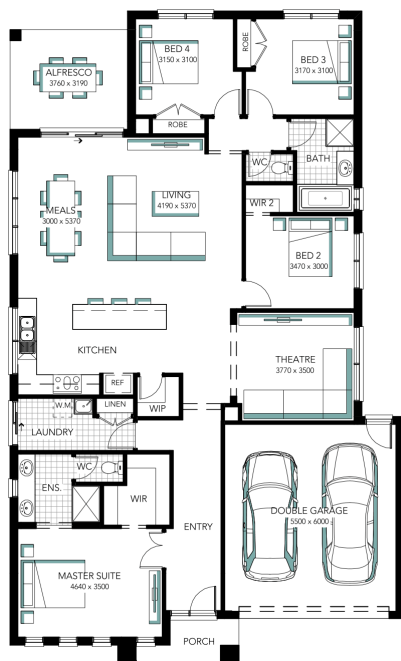 BED 4
3150 x 3100
ROBE
BED 3
3170 x 3100
ALFRESCO
3760 x 3190
ROBE
WC
BATH
LIVING
4190 x 5370
MEALS
3000 x 5370
WIR 2
BED 2
3470 x 3000
KITCHEN
THEATRE
3770 x 3500
REF
W.M.
LINEN
WIP
LAUNDRY
WC
ENS.
WIR
ENTRY
DOUBLE GARAGE
5500 x 6000
MASTER SUITE
4640 x 3500
PORCH